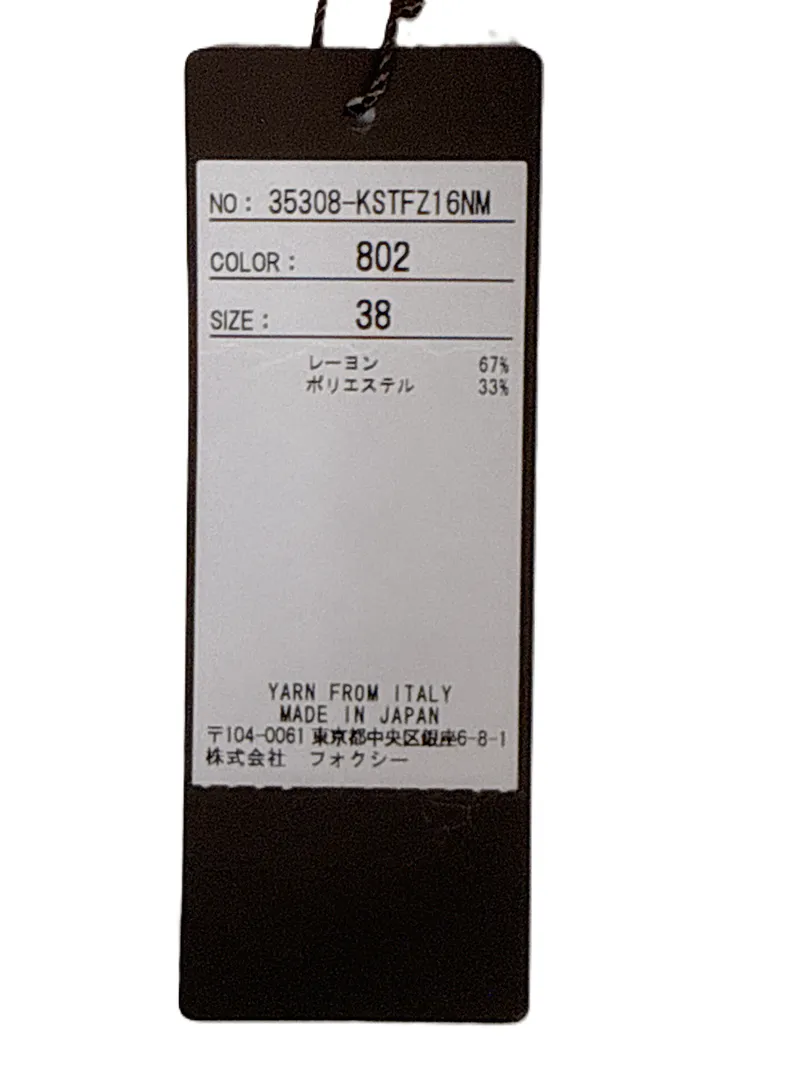 NO: 35308-KSTFZ16NM
COLOR: 802
SIZE: 38
レーヨン 67%
ポリエステル 33%
YARN FROM ITALY
MADE IN JAPAN
〒104-0061 東京都中央区銀座6-8-1
株式会社 フォクシー